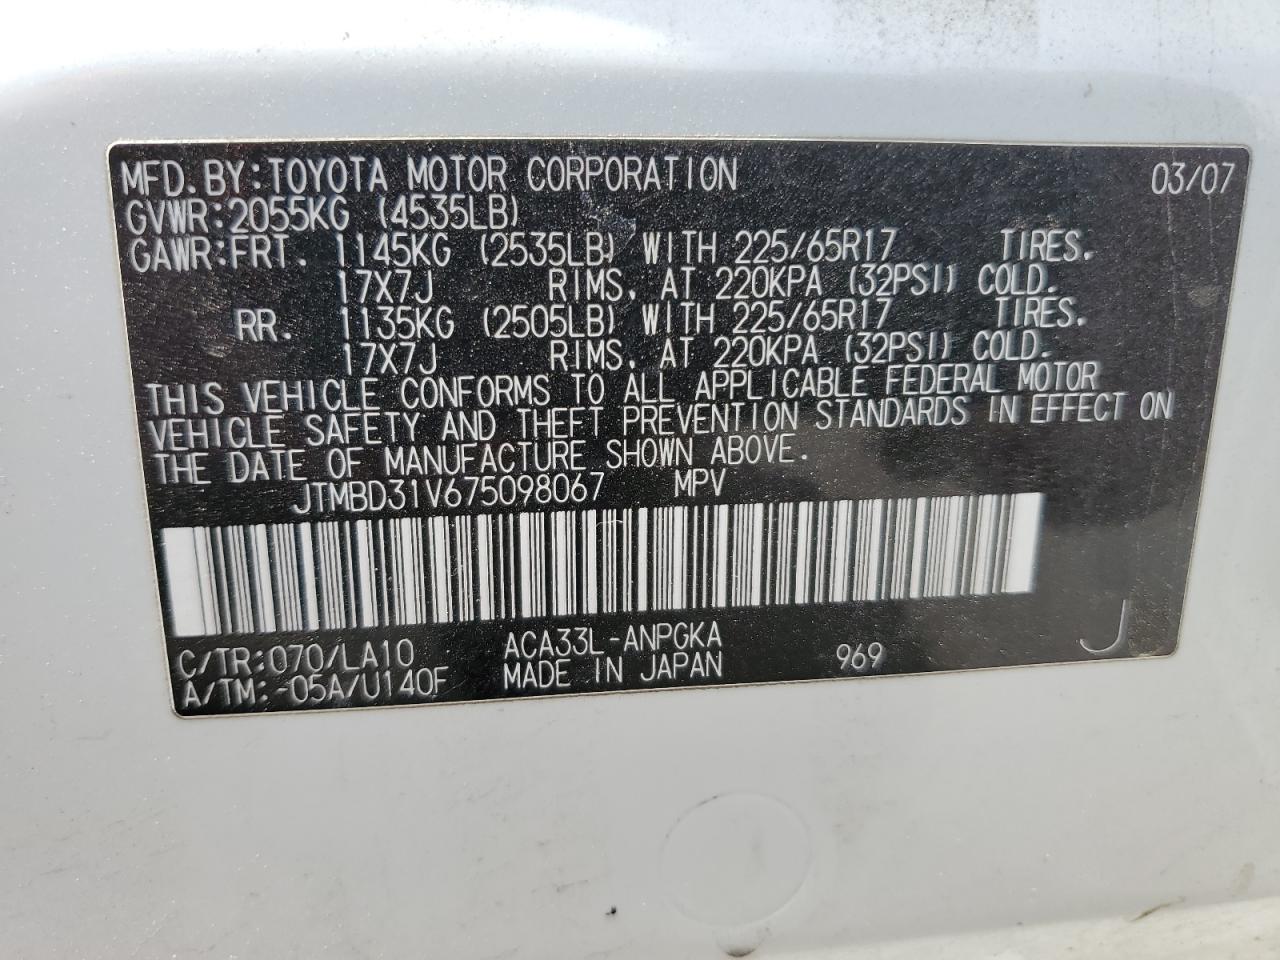 MFD.BY:TOYOTA MOTOR CORPORATION 03/07
GVWR:2055KG (4535LB)
GAWR:FRT. 1145KG (2535LB) WITH 225/65R17 TIRES.
17X7J RIMS, AT 220KPA (32PSI) COLD.
RR. 1135KG (2505LB) WITH 225/65R17 TIRES.
17X7J RIMS, AT 220KPA (32PSI) COLD.
THIS VEHICLE CONFORMS TO ALL APPLICABLE FEDERAL MOTOR
VEHICLE SAFETY AND THEFT PREVENTION STANDARDS IN EFFECT ON
THE DATE OF MANUFACTURE SHOWN ABOVE.
JTMBD31V675098067 MPV
C/TR:070/LA10 ACA33L-ANPGKA 969 J
A/TM:-05A/U140F MADE IN JAPAN